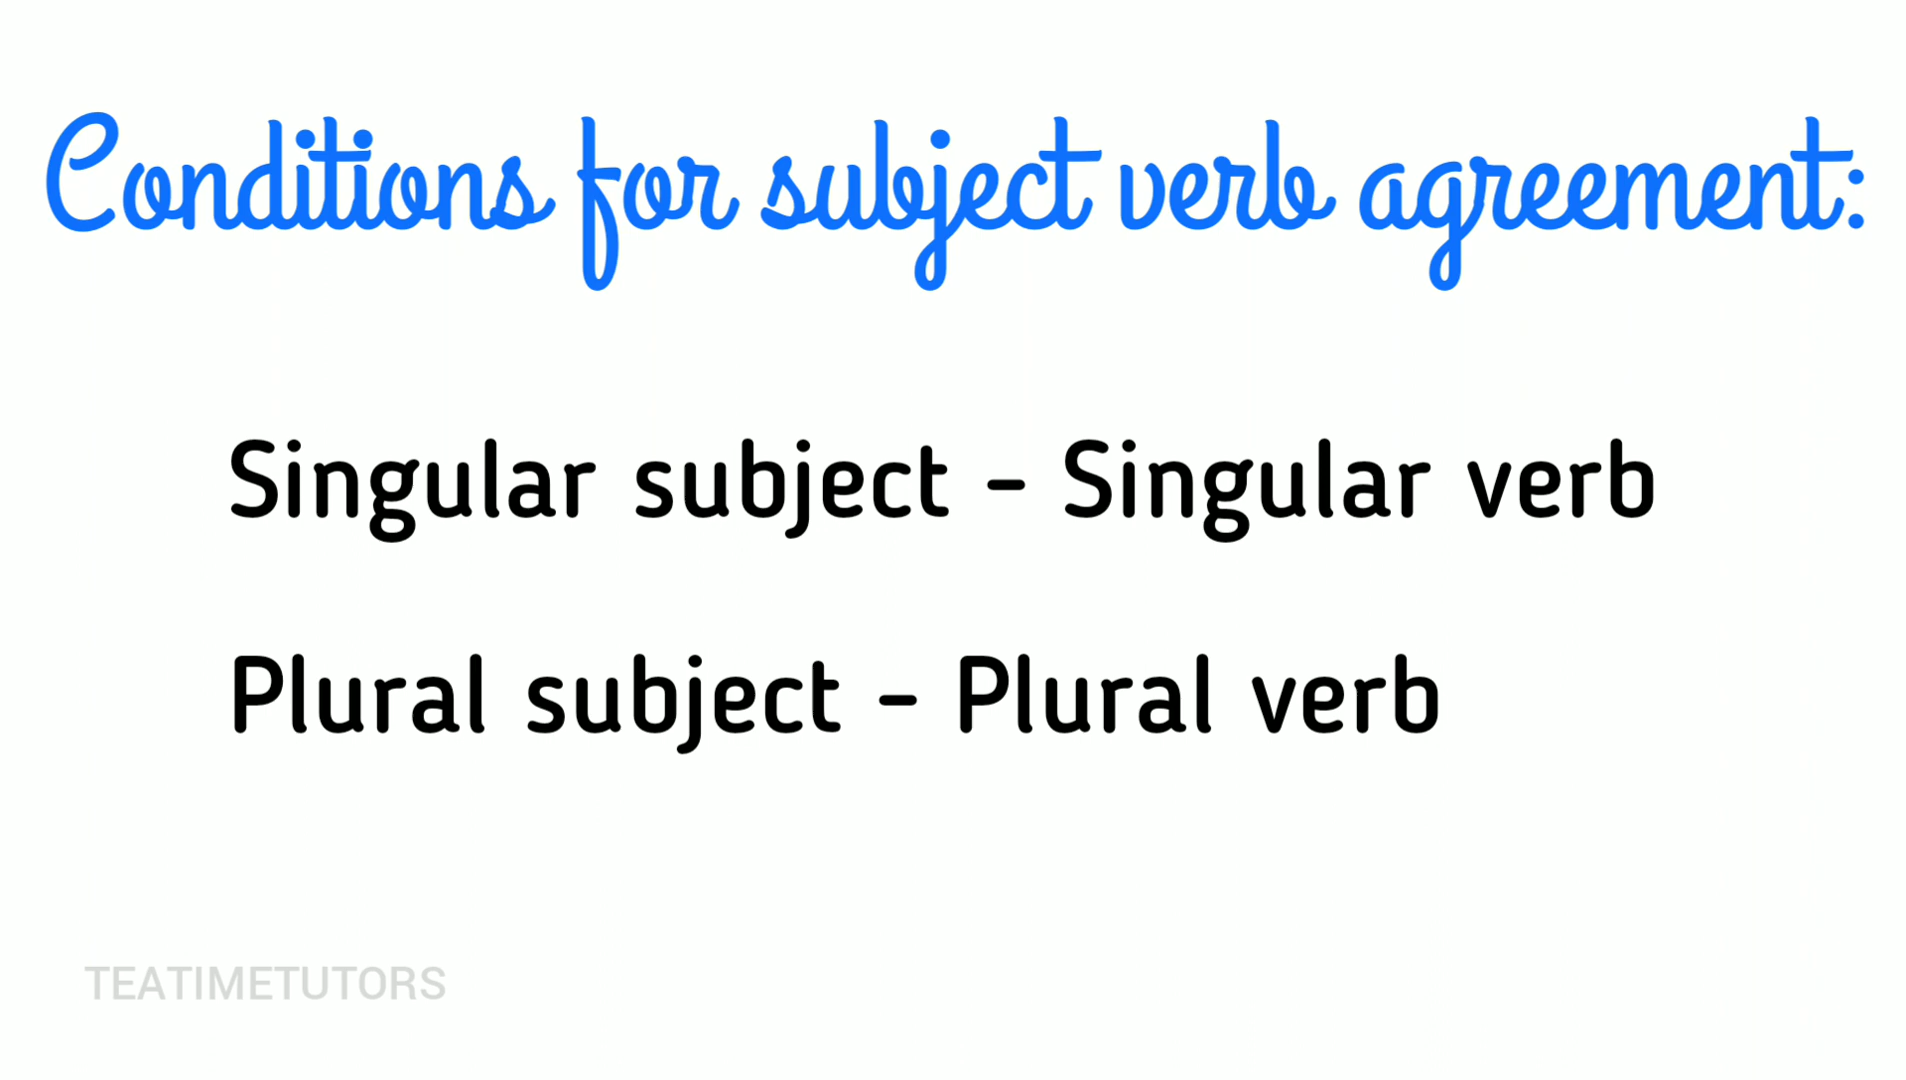 Conditions for subject verb agreement:
Singular subject - Singular verb
Plural subject - Plural verb
TEATIMETUTORS